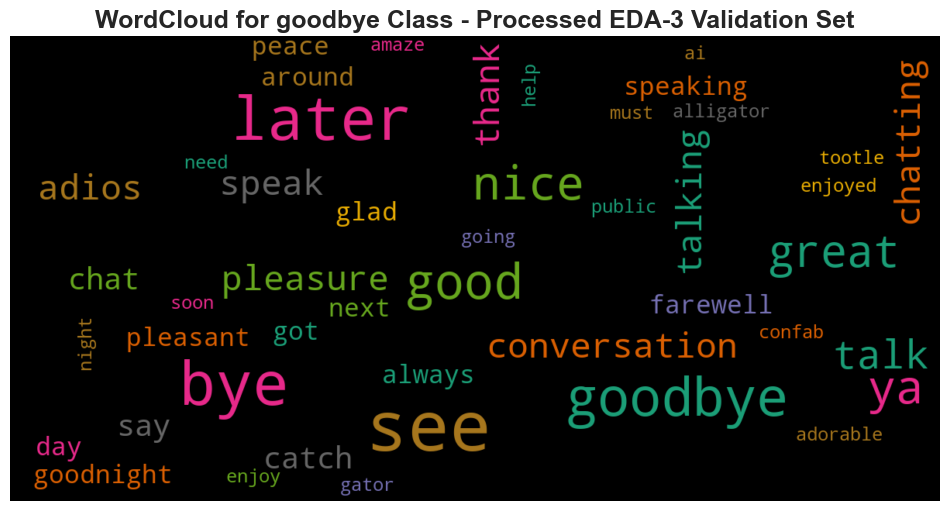 WordCloud for goodbye Class - Processed EDA-3 Validation Set
peace
amaze
thank
help
ai
around
speaking
chatting
later
must
alligator
need
talking
tootle
adios
speak
nice
enjoyed
glad
public
going
great
chat
pleasure
good
soon
next
farewell
night
pleasant
got
conversation
confab
talk
bye
always
goodbye
ya
see
say
adorable
day
catch
goodnight
enjoy
gator